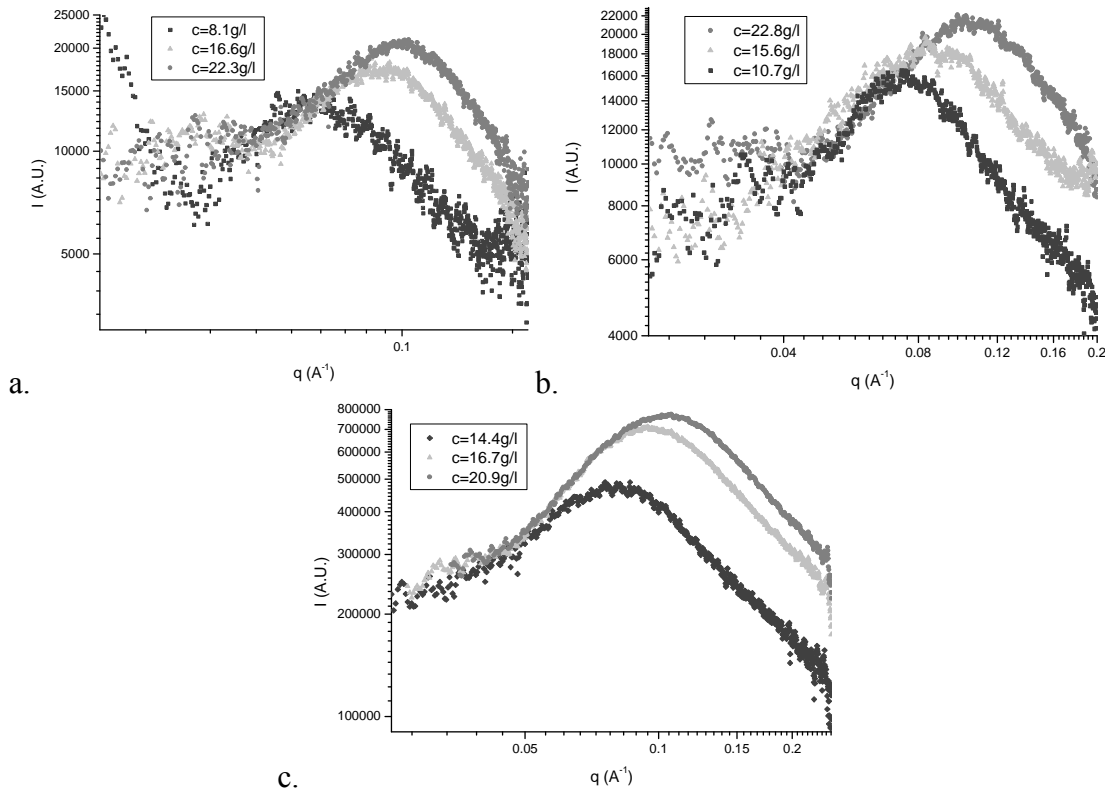 25000
20000
15000
10000
5000
I (A.U.)
c=8.1g/l
c=16.6g/l
c=22.3g/l
0.1
q (A⁻¹)
a.
22000
20000
18000
16000
14000
12000
10000
8000
6000
4000
I (A.U.)
c=22.8g/l
c=15.6g/l
c=10.7g/l
0.04 0.08 0.12 0.16 0.2
q (A⁻¹)
b.
800000
700000
600000
500000
400000
300000
200000
100000
I (A.U.)
c=14.4g/l
c=16.7g/l
c=20.9g/l
0.05 0.1 0.15 0.2
q (A⁻¹)
c.